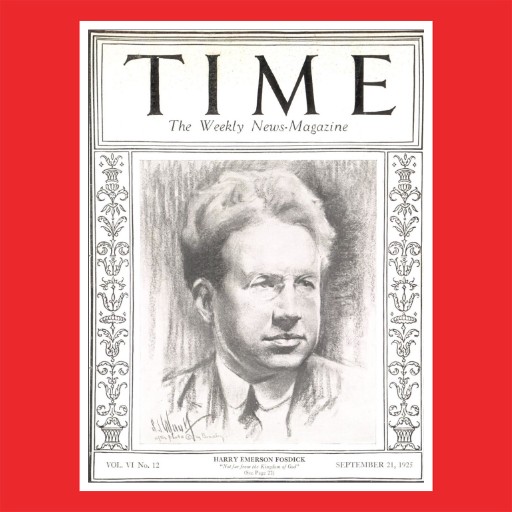 TIME
The Weekly News-Magazine
HARRY EMERSON FOSDICK
"Not far from the Kingdom of God"
VOL. VI No. 12
(See Page 22)
SEPTEMBER 21, 1925